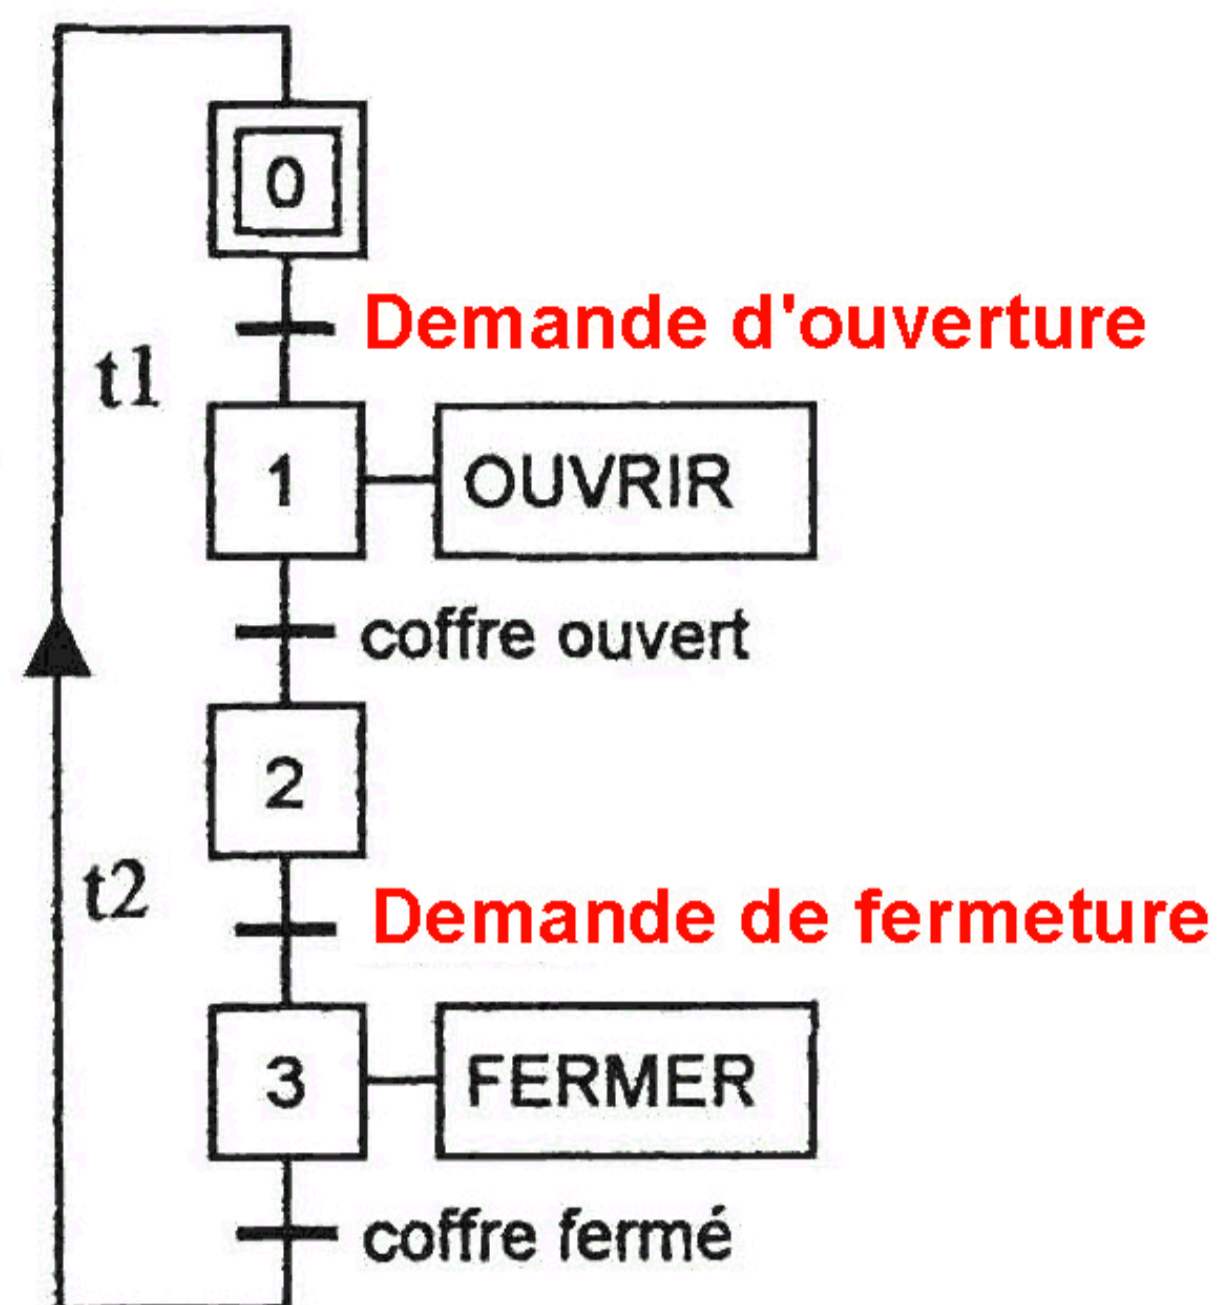 0
Demande d'ouverture
t1
1
OUVRIR
coffre ouvert
2
t2
Demande de fermeture
3
FERMER
coffre fermé